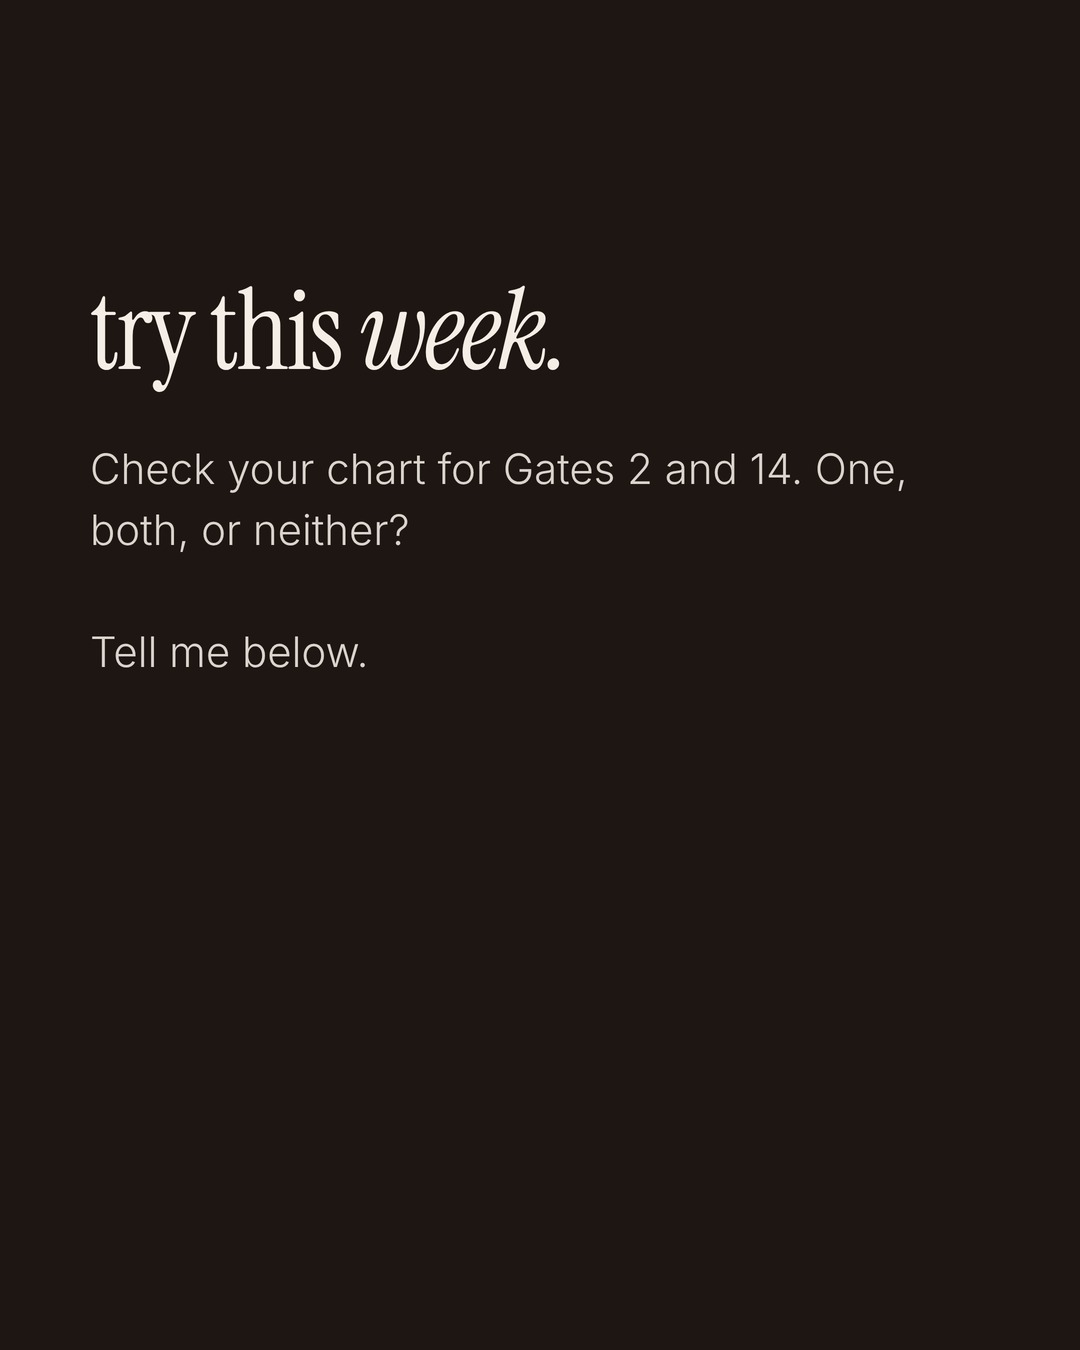 try this week.
Check your chart for Gates 2 and 14. One,
both, or neither?
Tell me below.